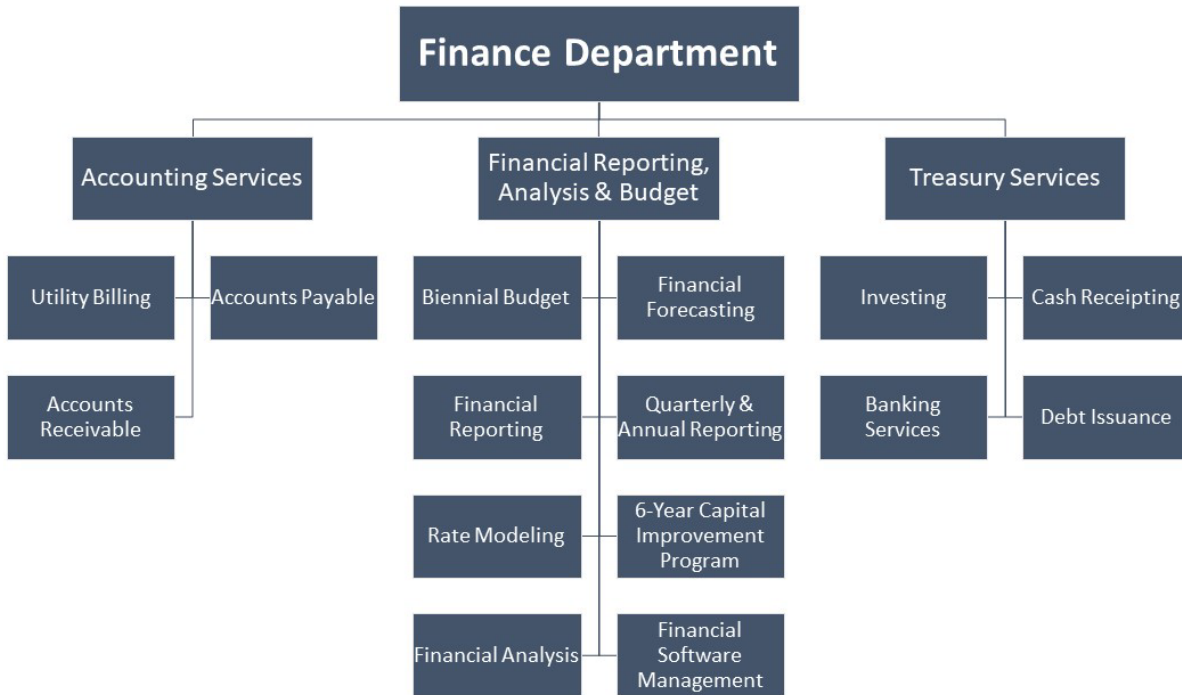 Finance Department
Accounting Services
Financial Reporting,
Analysis & Budget
Treasury Services
Utility Billing
Accounts Payable
Biennial Budget
Financial
Forecasting
Investing
Cash Receipting
Accounts
Receivable
Financial
Reporting
Quarterly &
Annual Reporting
Banking
Services
Debt Issuance
Rate Modeling
6-Year Capital
Improvement
Program
Financial Analysis
Financial
Software
Management